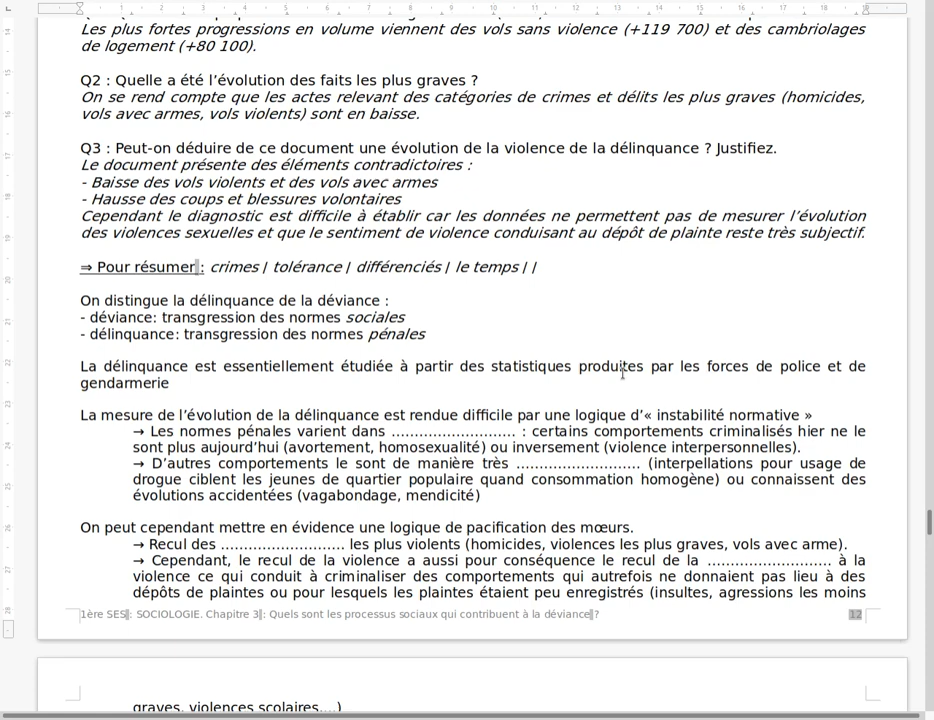 Les plus fortes progressions en volume viennent des vols sans violence (+119 700) et des cambriolages
de logement (+80 100).
Q2 : Quelle a été l’évolution des faits les plus graves ?
On se rend compte que les actes relevant des catégories de crimes et délits les plus graves (homicides,
vols avec armes, vols violents) sont en baisse.
Q3 : Peut-on déduire de ce document une évolution de la violence de la délinquance ? Justifiez.
Le document présente des éléments contradictoires :
- Baisse des vols violents et des vols avec armes
- Hausse des coups et blessures volontaires
Cependant le diagnostic est difficile à établir car les données ne permettent pas de mesurer l’évolution
des violences sexuelles et que le sentiment de violence conduisant au dépôt de plainte reste très subjectif.
⇒ Pour résumer : crimes / tolérance / différenciés / le temps / /
On distingue la délinquance de la déviance :
- déviance: transgression des normes sociales
- délinquance: transgression des normes pénales
La délinquance est essentiellement étudiée à partir des statistiques produites par les forces de police et de
gendarmerie
La mesure de l’évolution de la délinquance est rendue difficile par une logique d’« instabilité normative »
→ Les normes pénales varient dans ……………………… : certains comportements criminalisés hier ne le
sont plus aujourd’hui (avortement, homosexualité) ou inversement (violence interpersonnelles).
→ D’autres comportements le sont de manière très ……………………… (interpellations pour usage de
drogue ciblent les jeunes de quartier populaire quand consommation homogène) ou connaissent des
évolutions accidentées (vagabondage, mendicité)
On peut cependant mettre en évidence une logique de pacification des mœurs.
→ Recul des ……………………… les plus violents (homicides, violences les plus graves, vols avec arme).
→ Cependant, le recul de la violence a aussi pour conséquence le recul de la ……………………… à la
violence ce qui conduit à criminaliser des comportements qui autrefois ne donnaient pas lieu à des
dépôts de plaintes ou pour lesquels les plaintes étaient peu enregistrés (insultes, agressions les moins
1ère SES : SOCIOLOGIE. Chapitre 3 : Quels sont les processus sociaux qui contribuent à la déviance ? 12
graves, violences scolaires…)